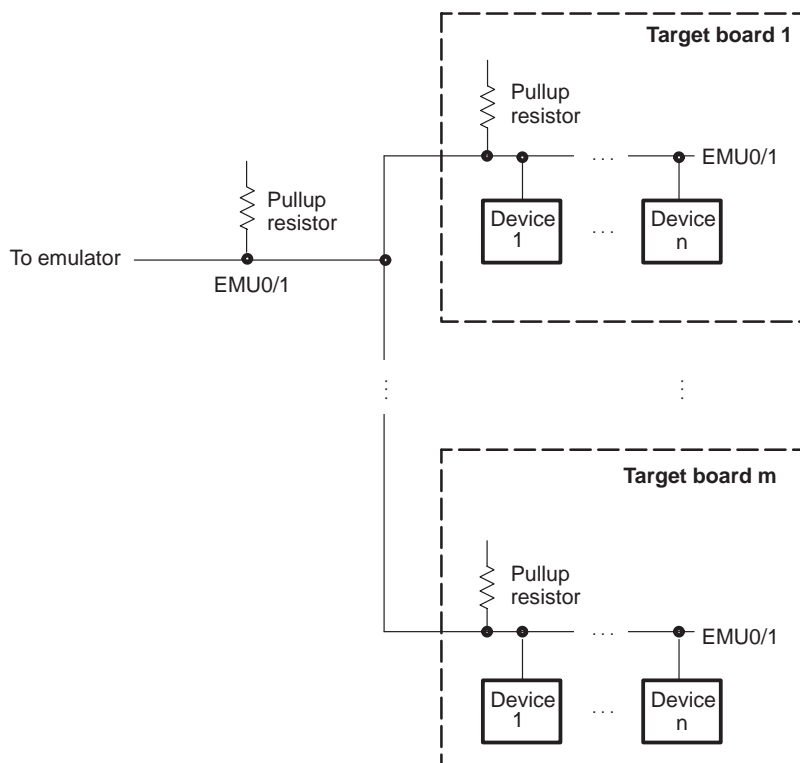 Target board 1
Pullup
resistor
EMU0/1
Device
1
. . .
Device
n
. . .
Pullup
resistor
To emulator
EMU0/1
. . .
. . .
Target board m
Pullup
resistor
. . .
EMU0/1
Device
1
. . .
Device
n